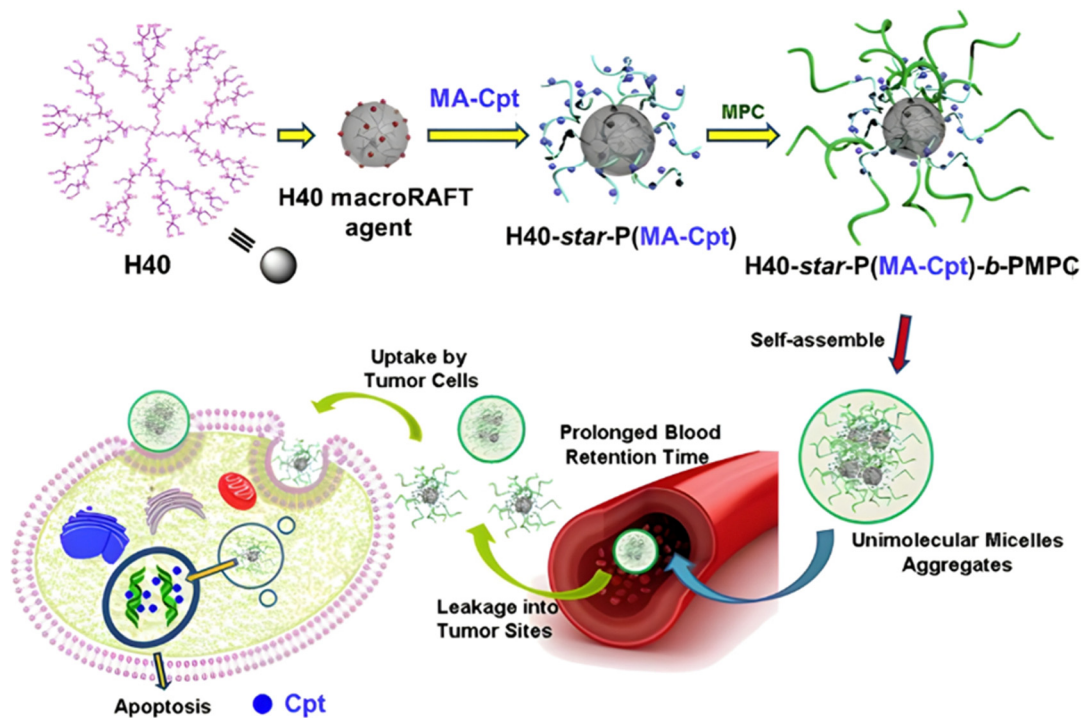 H40
H40 macroRAFT
agent
MA-Cpt
H40-star-P(MA-Cpt)
MPC
H40-star-P(MA-Cpt)-b-PMPC
Self-assemble
Unimolecular Micelles
Aggregates
Prolonged Blood
Retention Time
Leakage into
Tumor Sites
Uptake by
Tumor Cells
Apoptosis
Cpt